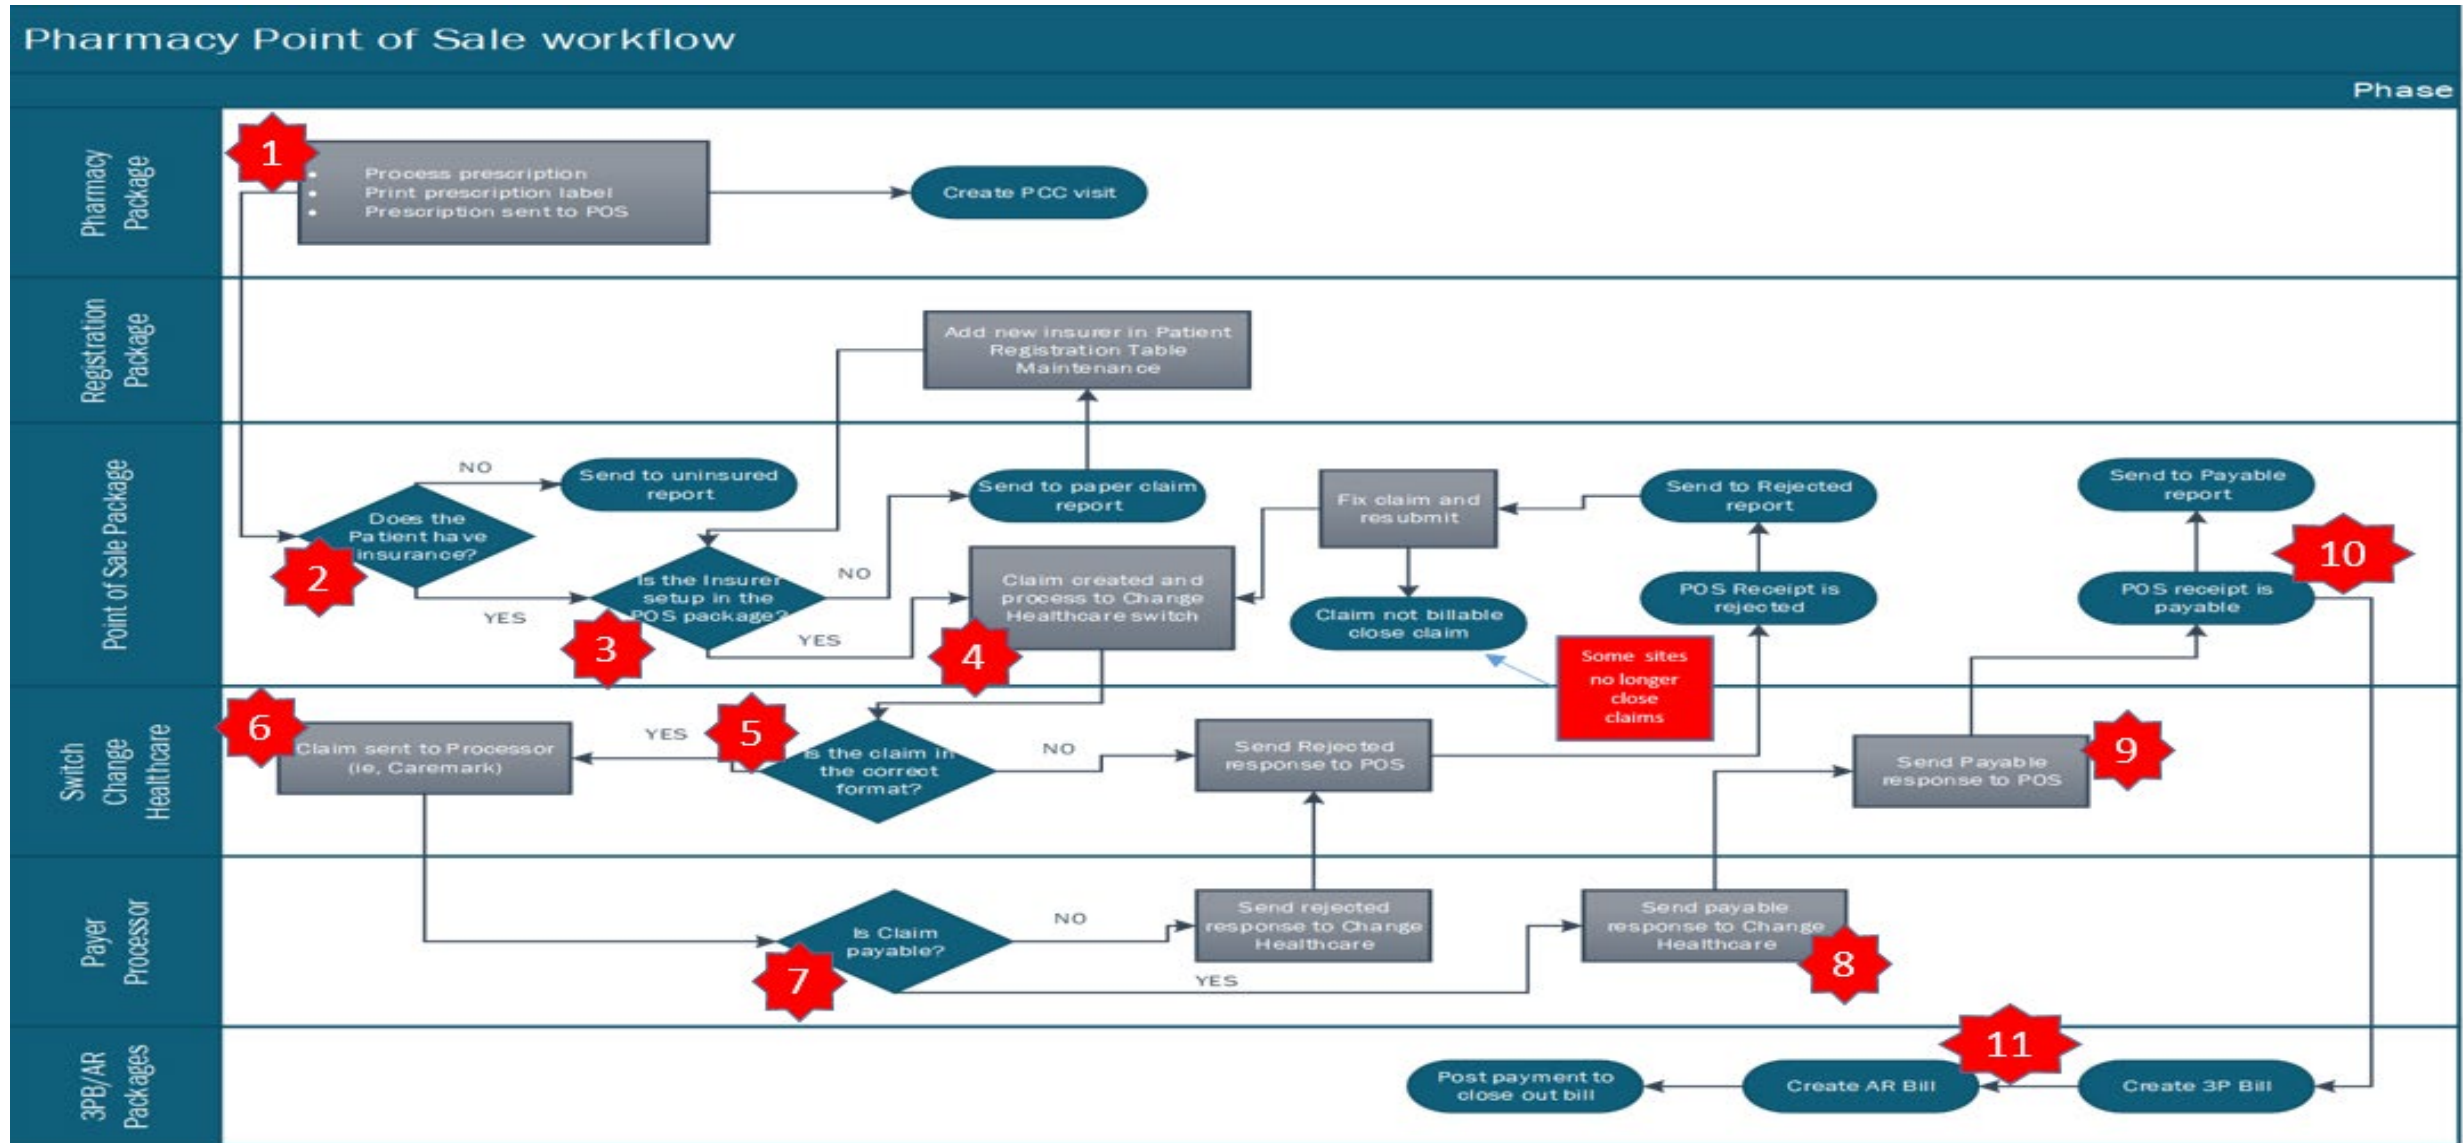 Pharmacy Point of Sale workflow
Phase
Pharmacy
Package
1
Process prescription
Print prescription label
Prescription sent to POS
Create PCC visit
Registration
Package
Add new insurer in Patient
Registration Table
Maintenance
Point of Sale Package
Does the
Patient have
insurance?
2
NO
Send to uninsured
report
YES
Is the Insurer
setup in the
POS package?
3
NO
Send to paper claim
report
YES
Claim created and
process to Change
Healthcare switch
4
Fix claim and
resubmit
Claim not billable
close claim
Some sites
no longer
close
claims
Send to Rejected
report
POS Receipt is
rejected
Send to Payable
report
10
POS receipt is
payable
Switch
Change
Healthcare
6
Claim sent to Processor
(ie, Caremark)
YES
5
Is the claim in
the correct
format?
NO
Send Rejected
response to POS
Send Payable
response to POS
9
Payer
Processor
Is Claim
payable?
7
NO
Send rejected
response to Change
Healthcare
YES
Send payable
response to Change
Healthcare
8
3PB/AR
Packages
Post payment to
close out bill
Create AR Bill
11
Create 3P Bill